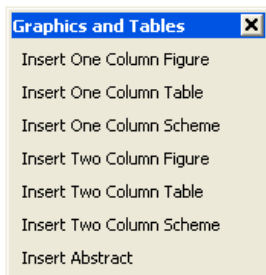 Graphics and Tables
Insert One Column Figure
Insert One Column Table
Insert One Column Scheme
Insert Two Column Figure
Insert Two Column Table
Insert Two Column Scheme
Insert Abstract